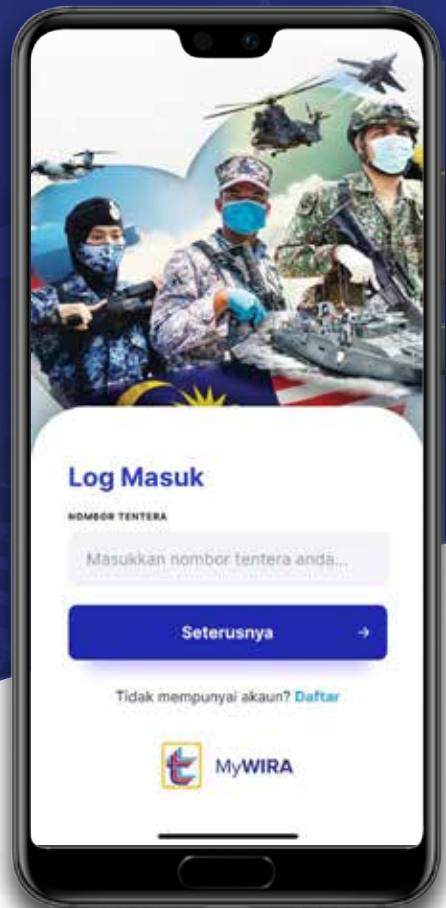 Log Masuk
NOMBOR TENTERA
Masukkan nombor tentera anda...
Seterusnya →
Tidak mempunyai akaun? Daftar
MyWIRA